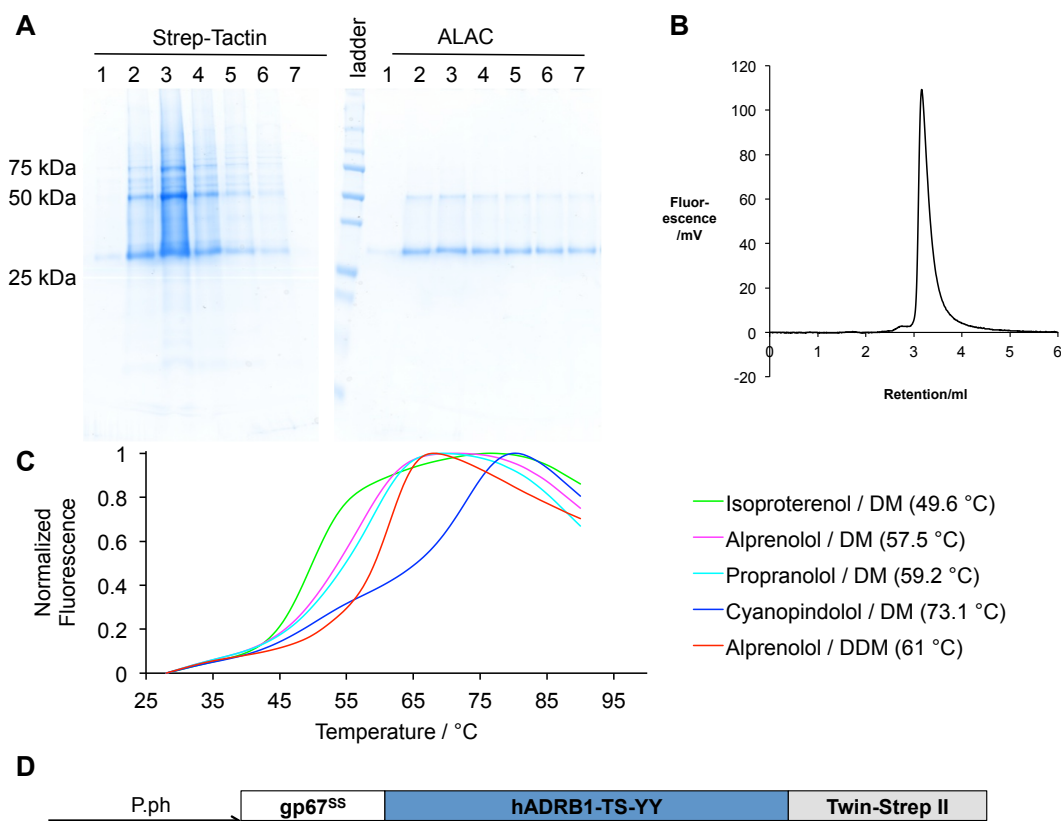 A
Strep-Tactin
ladder
ALAC
1 2 3 4 5 6 7
1 2 3 4 5 6 7
75 kDa
50 kDa
25 kDa
B
120
100
80
60
40
20
0
-20
Fluor-
escence
/mV
0 1 2 3 4 5 6
Retention/ml
C
1
0.8
0.6
0.4
0.2
0
Normalized
Fluorescence
25 35 45 55 65 75 85 95
Temperature / °C
Isoproterenol / DM (49.6 °C)
Alprenolol / DM (57.5 °C)
Propranolol / DM (59.2 °C)
Cyanopindolol / DM (73.1 °C)
Alprenolol / DDM (61 °C)
D
P.ph gp67SS hADRB1-TS-YY Twin-Strep II